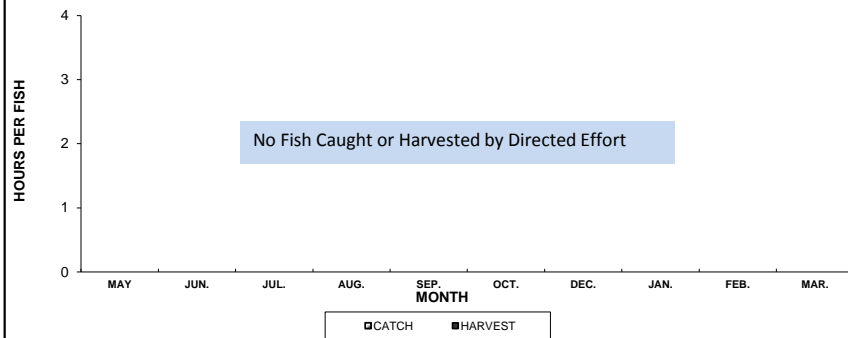 4
3
2
1
0
HOURS PER FISH
No Fish Caught or Harvested by Directed Effort
MAY JUN. JUL. AUG. SEP. OCT. DEC. JAN. FEB. MAR.
MONTH
CATCH HARVEST